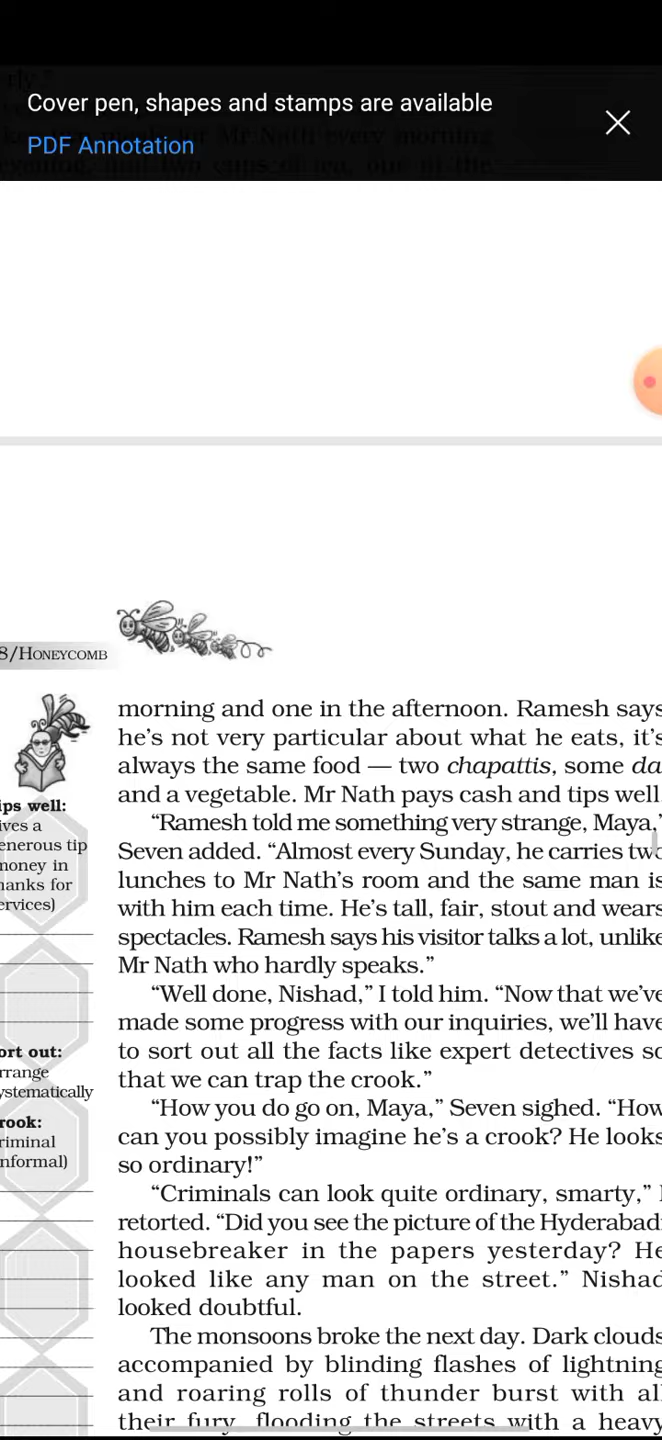 Cover pen, shapes and stamps are available
PDF Annotation
8/HONEYCOMB
morning and one in the afternoon. Ramesh says
he's not very particular about what he eats, it's
always the same food — two chapattis, some da
and a vegetable. Mr Nath pays cash and tips well
“Ramesh told me something very strange, Maya,”
Seven added. “Almost every Sunday, he carries two
lunches to Mr Nath's room and the same man is
with him each time. He's tall, fair, stout and wears
spectacles. Ramesh says his visitor talks a lot, unlike
Mr Nath who hardly speaks.”
“Well done, Nishad,” I told him. “Now that we've
made some progress with our inquiries, we'll have
to sort out all the facts like expert detectives so
that we can trap the crook.”
“How you do go on, Maya,” Seven sighed. “How
can you possibly imagine he's a crook? He looks
so ordinary!”
“Criminals can look quite ordinary, smarty,” I
retorted. “Did you see the picture of the Hyderabadi
housebreaker in the papers yesterday? He
looked like any man on the street.” Nishad
looked doubtful.
The monsoons broke the next day. Dark clouds
accompanied by blinding flashes of lightning
and roaring rolls of thunder burst with all
their fury, flooding the streets with a heavy
ips well:
ives a
enerous tip
money in
hanks for
ervices)
ort out:
rrange
ystematically
rook:
riminal
nformal)